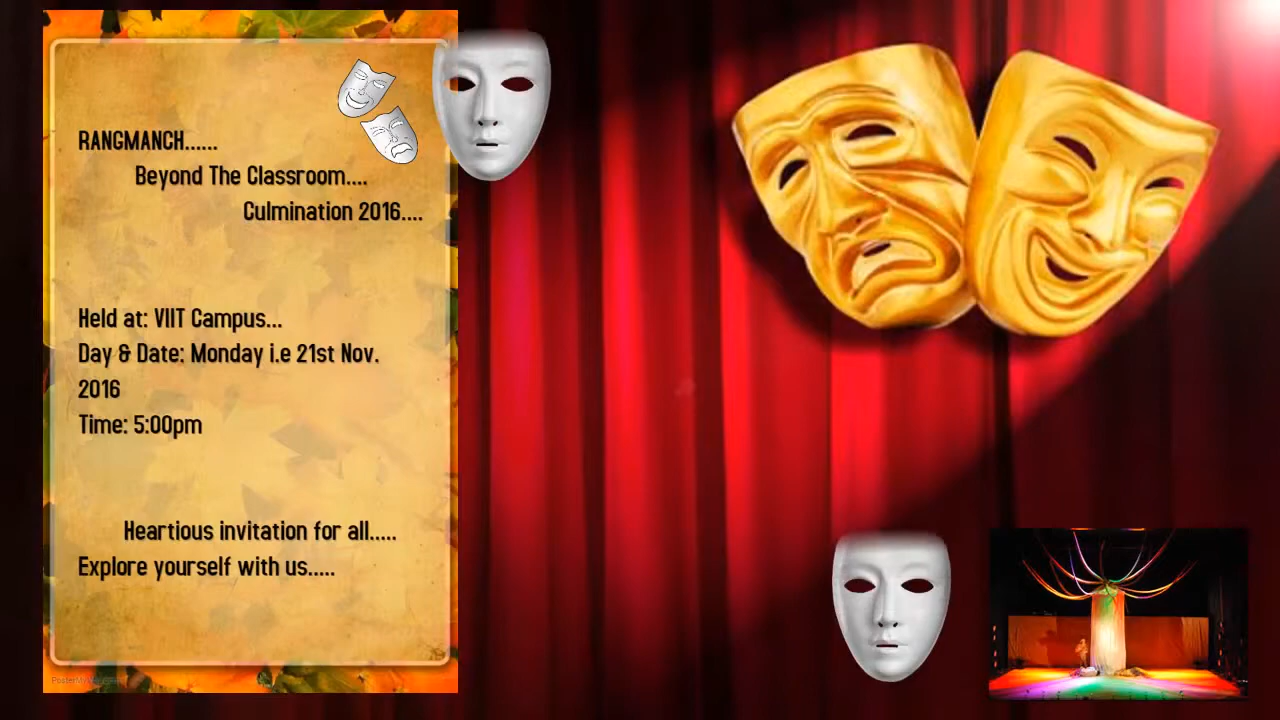 RANGMANCH......
Beyond The Classroom....
Culmination 2016....
Held at: VIIT Campus...
Day & Date: Monday i.e 21st Nov.
2016
Time: 5:00pm
Heartious invitation for all.....
Explore yourself with us.....